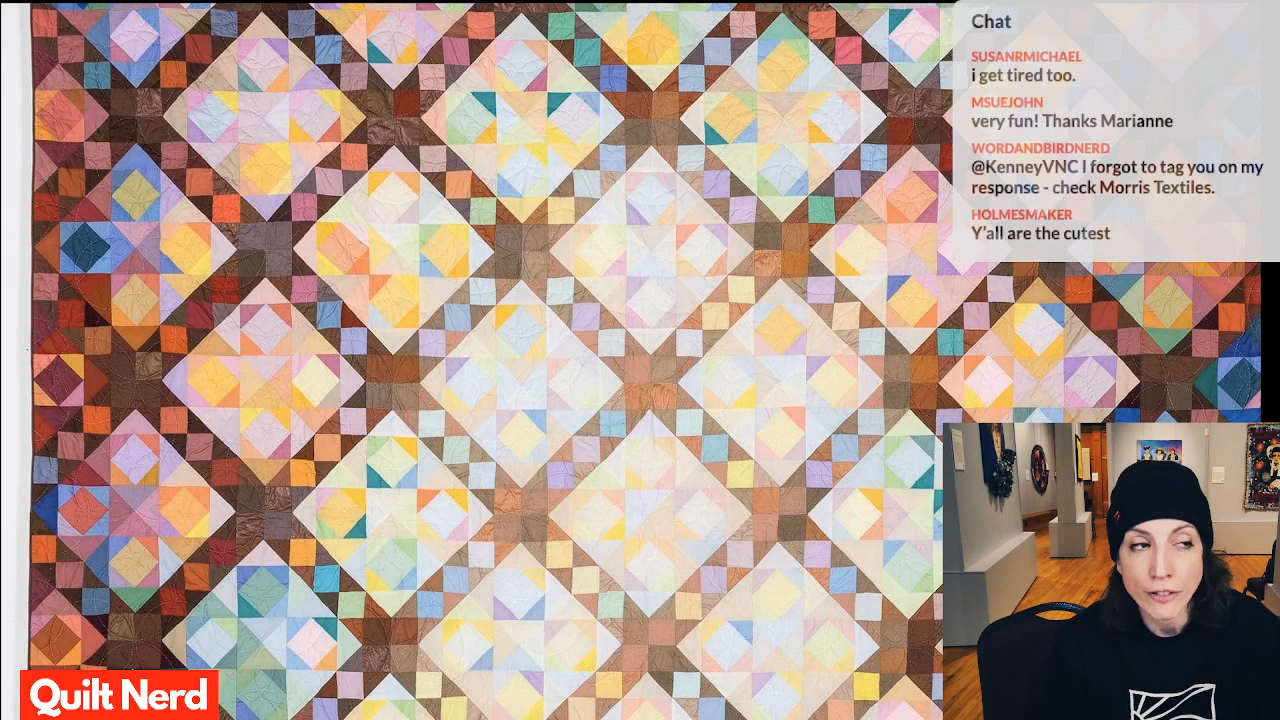 Chat
SUSANRMICHAEL
i get tired too.
MSUEJOHN
very fun! Thanks Marianne
WORDANDBIRDNERD
@KenneyVNC I forgot to tag you on my
response - check Morris Textiles.
HOLMESMAKER
Y'all are the cutest
Quilt Nerd